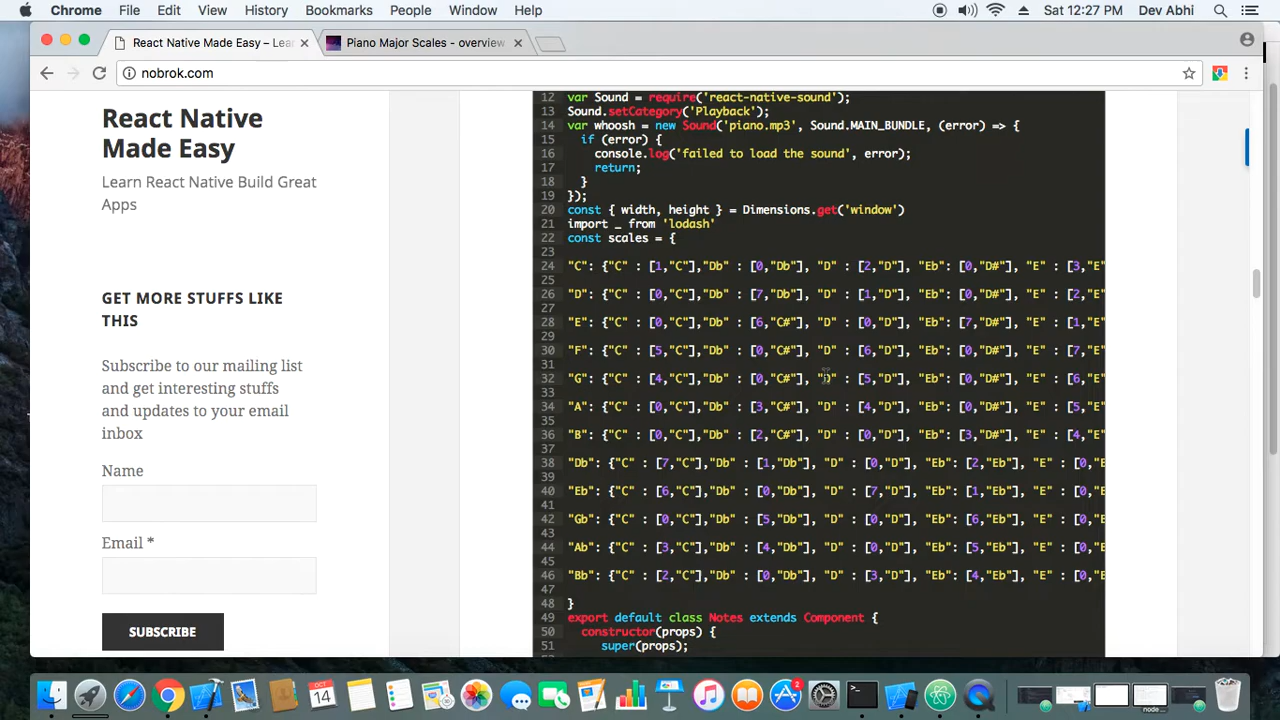 Chrome File Edit View History Bookmarks People Window Help Sat 12:27 PM Dev Abhi
React Native Made Easy – Lea Piano Major Scales - overview
nobrok.com
React Native
Made Easy
Learn React Native Build Great
Apps
GET MORE STUFFS LIKE
THIS
Subscribe to our mailing list
and get interesting stuffs
and updates to your email
inbox
Name
Email *
SUBSCRIBE
12 var Sound = require('react-native-sound');
13 Sound.setCategory('Playback');
14 var whoosh = new Sound('piano.mp3', Sound.MAIN_BUNDLE, (error) => {
15 if (error) {
16 console.log('failed to load the sound', error);
17 return;
18 }
19 });
20 const { width, height } = Dimensions.get('window')
21 import _ from 'lodash'
22 const scales = {
23
24 "C": {"C" : [1,"C"],"Db" : [0,"Db"], "D" : [2,"D"], "Eb": [0,"D#"], "E" : [3,"E"
25
26 "D": {"C" : [0,"C"],"Db" : [7,"Db"], "D" : [1,"D"], "Eb": [0,"D#"], "E" : [2,"E"
27
28 "E": {"C" : [0,"C"],"Db" : [6,"C#"], "D" : [0,"D"], "Eb": [7,"D#"], "E" : [1,"E"
29
30 "F": {"C" : [5,"C"],"Db" : [0,"C#"], "D" : [6,"D"], "Eb": [0,"D#"], "E" : [7,"E"
31
32 "G": {"C" : [4,"C"],"Db" : [0,"C#"], "D" : [5,"D"], "Eb": [0,"D#"], "E" : [6,"E"
33
34 "A": {"C" : [0,"C"],"Db" : [3,"C#"], "D" : [4,"D"], "Eb": [0,"D#"], "E" : [5,"E"
35
36 "B": {"C" : [0,"C"],"Db" : [2,"C#"], "D" : [0,"D"], "Eb": [3,"D#"], "E" : [4,"E"
37
38 "Db": {"C" : [7,"C"],"Db" : [1,"Db"], "D" : [0,"D"], "Eb": [2,"Eb"], "E" : [0,"E
39
40 "Eb": {"C" : [6,"C"],"Db" : [0,"Db"], "D" : [7,"D"], "Eb": [1,"Eb"], "E" : [0,"E
41
42 "Gb": {"C" : [0,"C"],"Db" : [5,"Db"], "D" : [0,"D"], "Eb": [6,"Eb"], "E" : [0,"E
43
44 "Ab": {"C" : [3,"C"],"Db" : [4,"Db"], "D" : [0,"D"], "Eb": [5,"Eb"], "E" : [0,"E
45
46 "Bb": {"C" : [2,"C"],"Db" : [0,"Db"], "D" : [3,"D"], "Eb": [4,"Eb"], "E" : [0,"E
47
48 }
49 export default class Notes extends Component {
50 constructor(props) {
51 super(props);
OCT
14
2